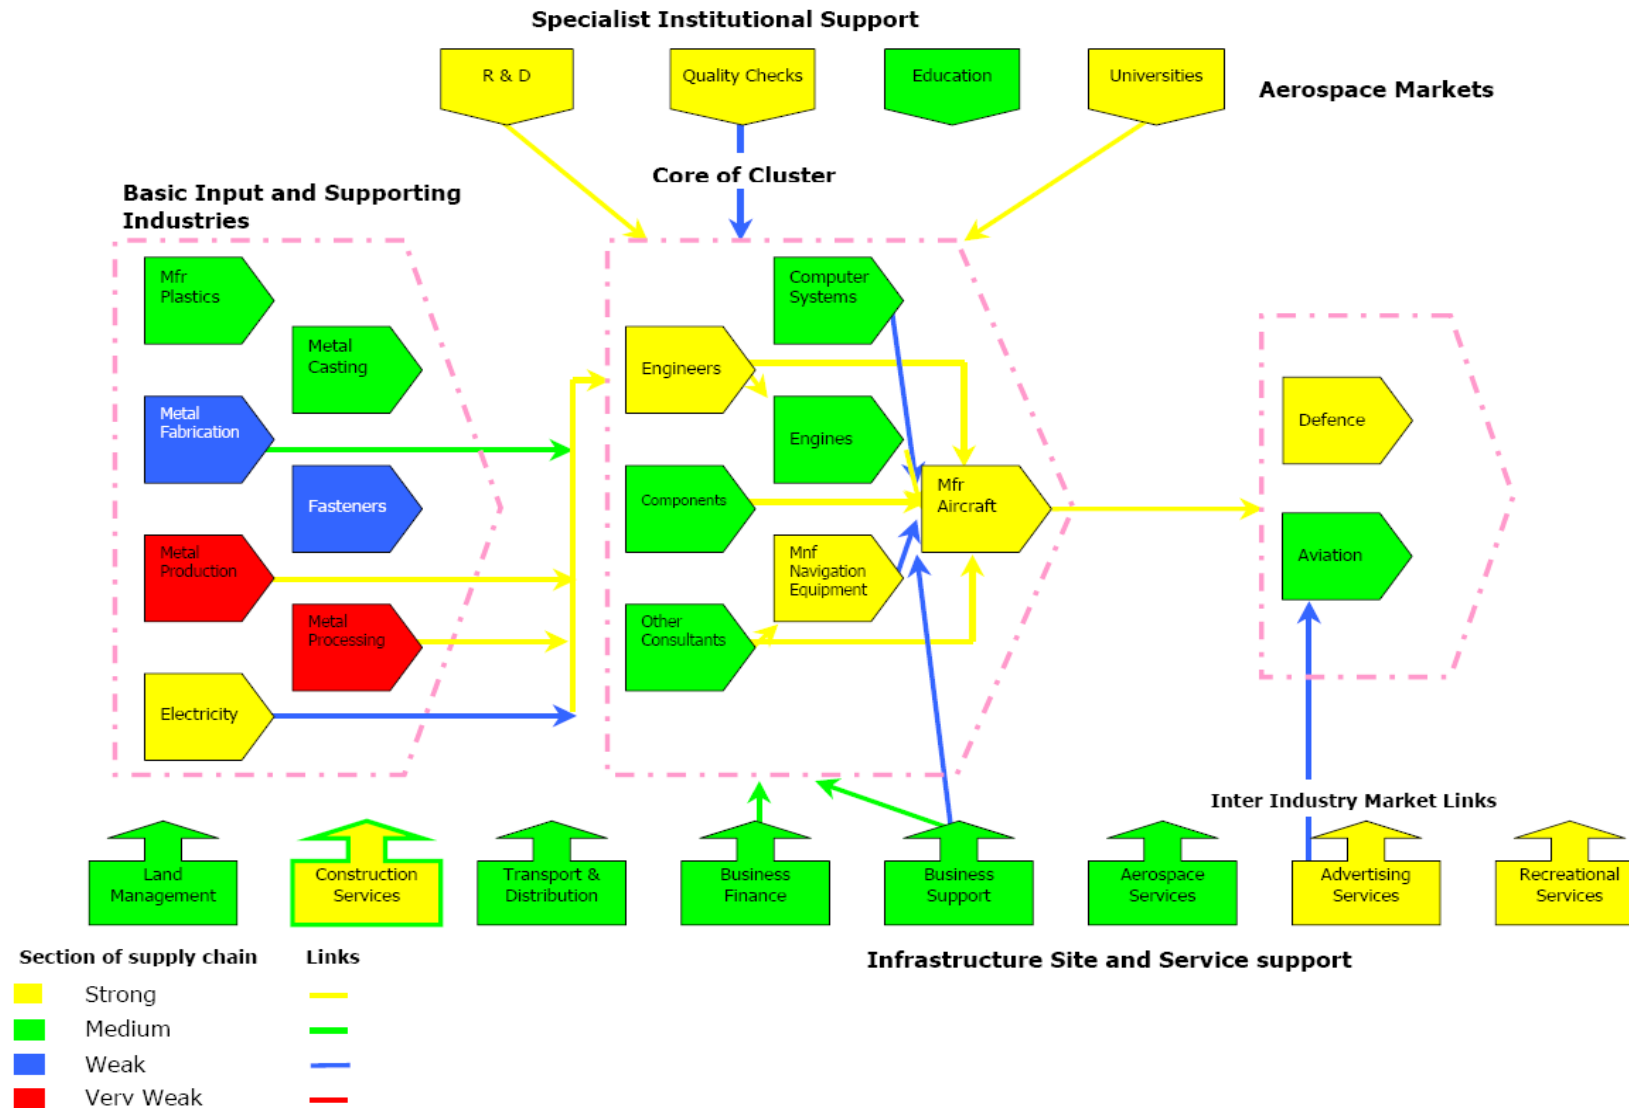 Specialist Institutional Support
R & D
Quality Checks
Education
Universities
Aerospace Markets
Core of Cluster
Basic Input and Supporting
Industries
Mfr
Plastics
Metal
Casting
Metal
Fabrication
Fasteners
Metal
Production
Metal
Processing
Electricity
Computer
Systems
Engineers
Engines
Components
Mfr
Aircraft
Mnf
Navigation
Equipment
Other
Consultants
Defence
Aviation
Inter Industry Market Links
Land
Management
Construction
Services
Transport &
Distribution
Business
Finance
Business
Support
Aerospace
Services
Advertising
Services
Recreational
Services
Infrastructure Site and Service support
Section of supply chain
Links
Strong
Medium
Weak
Very Weak